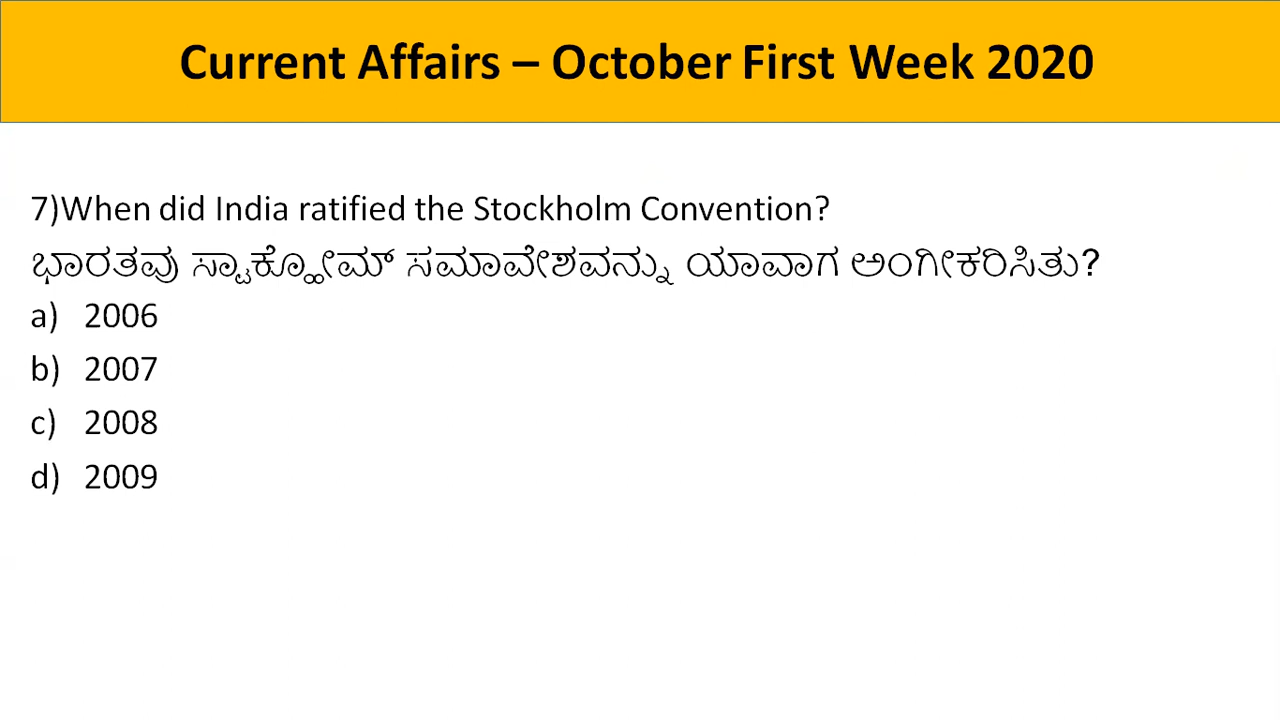 Current Affairs – October First Week 2020
7)When did India ratified the Stockholm Convention?
ಭಾರತವು ಸ್ಟಾಕ್ಹೋಮ್ ಸಮಾವೇಶವನ್ನು ಯಾವಾಗ ಅಂಗೀಕರಿಸಿತು?
a) 2006
b) 2007
c) 2008
d) 2009